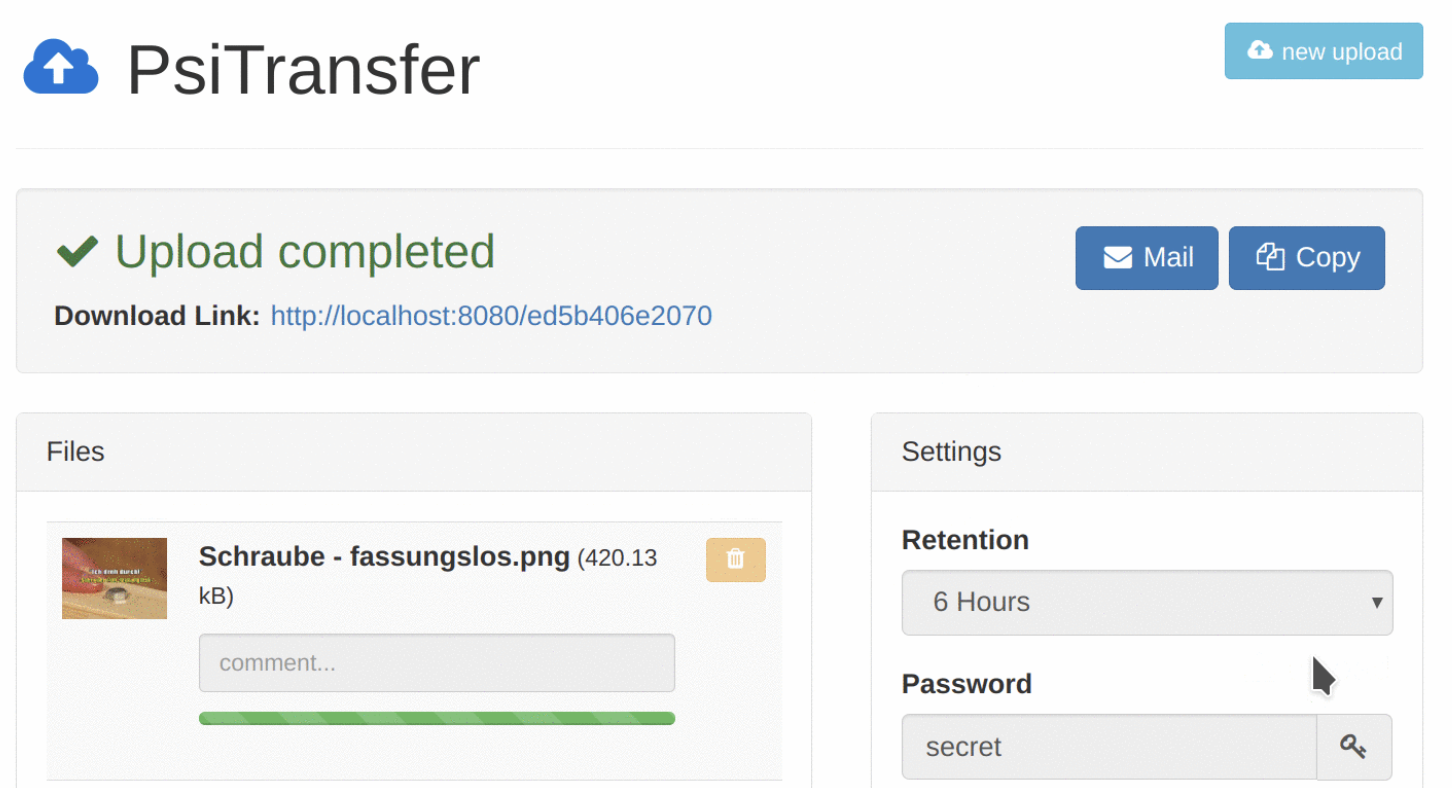 PsiTransfer
new upload
Upload completed
Mail
Copy
Download Link: http://localhost:8080/ed5b406e2070
Files
Schraube - fassungslos.png (420.13
kB)
comment...
Settings
Retention
6 Hours
Password
secret